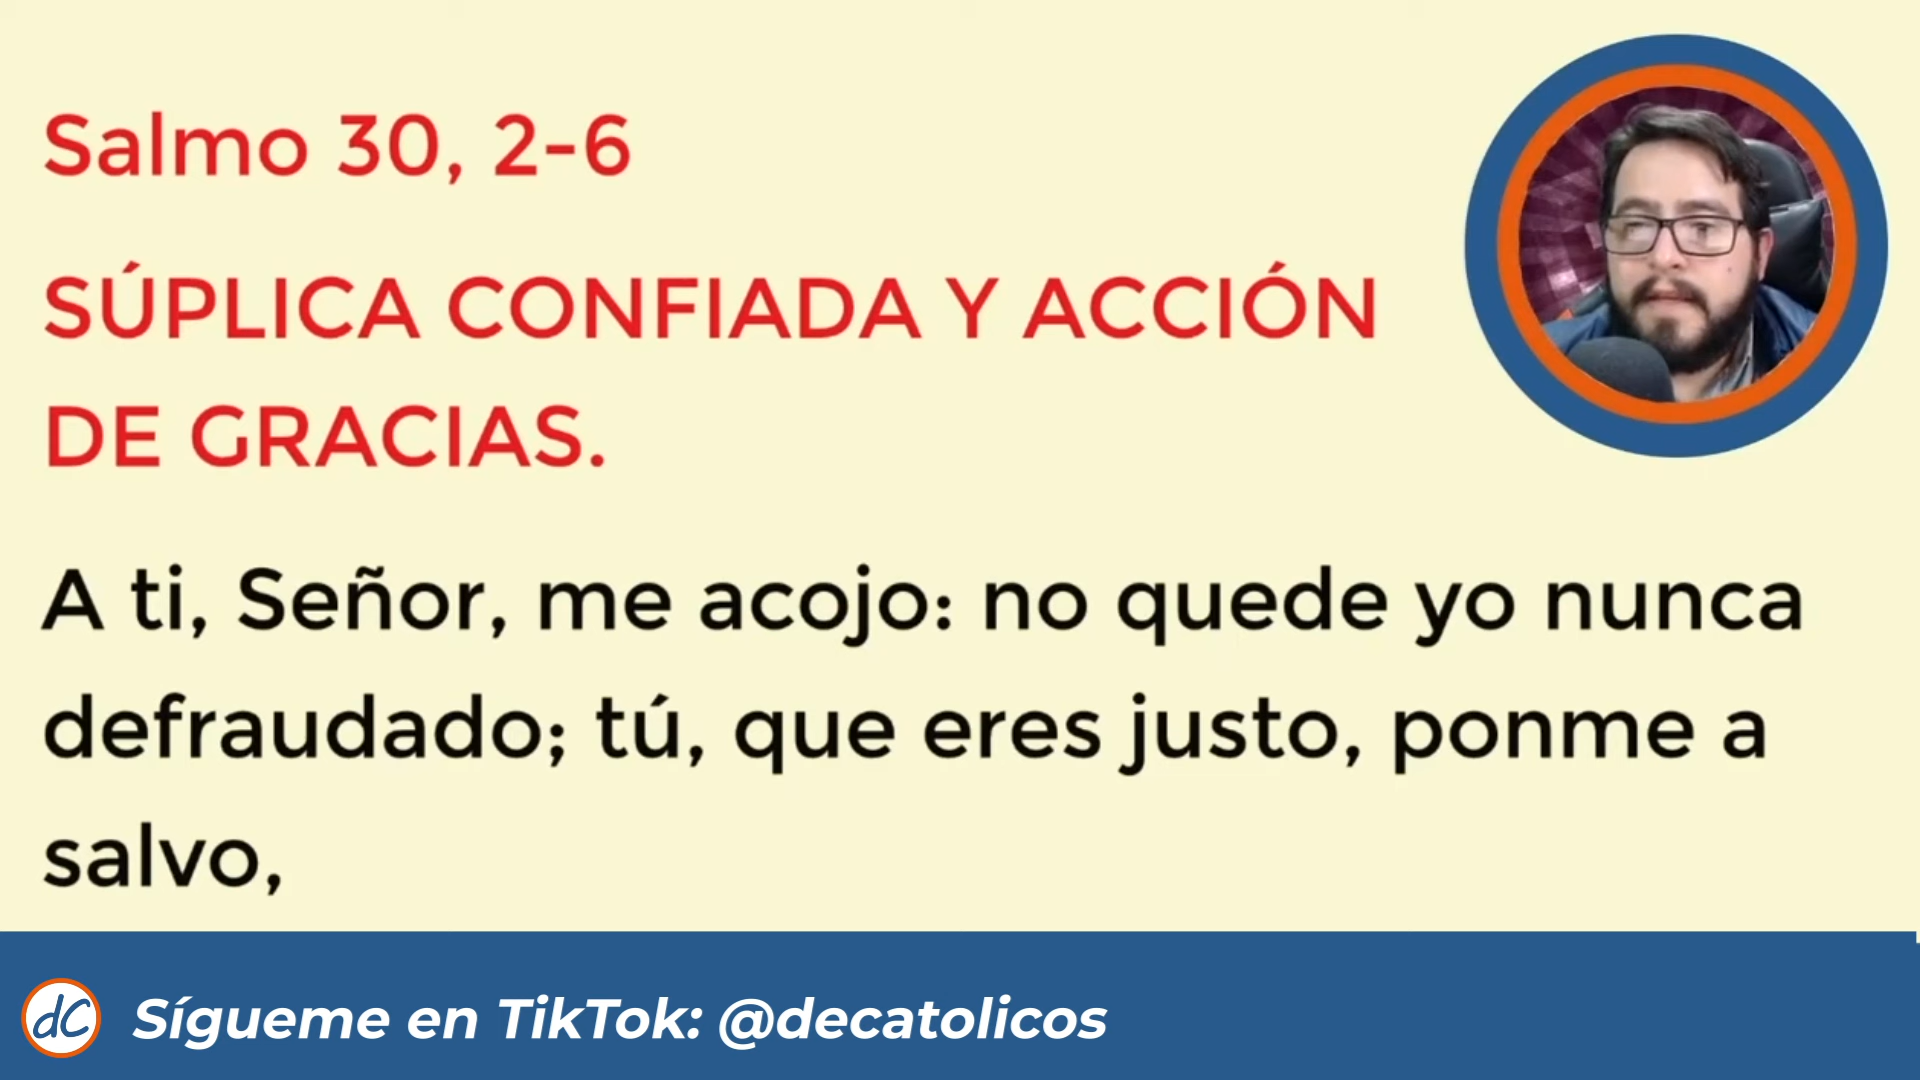 Salmo 30, 2-6
SÚPLICA CONFIADA Y ACCIÓN
DE GRACIAS.
A ti, Señor, me acojo: no quede yo nunca
defraudado; tú, que eres justo, ponme a
salvo,
dC Sígueme en TikTok: @decatolicos